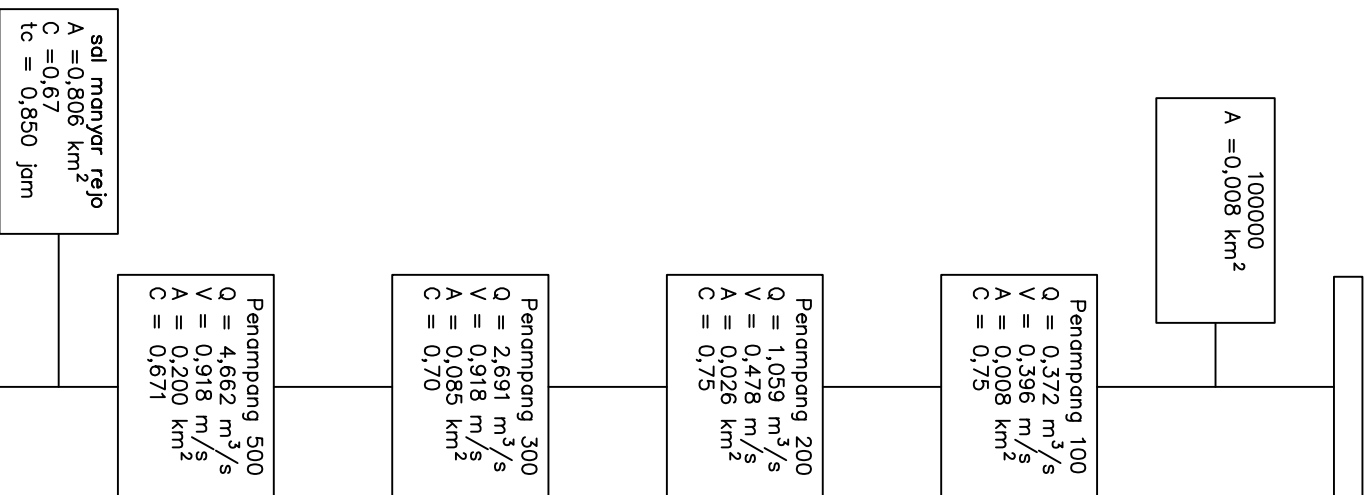 sal manyar rejo
A =0,806 km²
C =0,67
tc = 0,850 jam
Penampang 500
Q = 4,662 m³/s
V = 0,918 m/s
A = 0,200 km²
C = 0,671
Penampang 300
Q = 2,691 m³/s
V = 0,918 m/s
A = 0,085 km²
C = 0,70
Penampang 200
Q = 1,059 m³/s
V = 0,478 m/s
A = 0,026 km²
C = 0,75
Penampang 100
Q = 0,372 m³/s
V = 0,396 m/s
A = 0,008 km²
C = 0,75
100000
A =0,008 km²